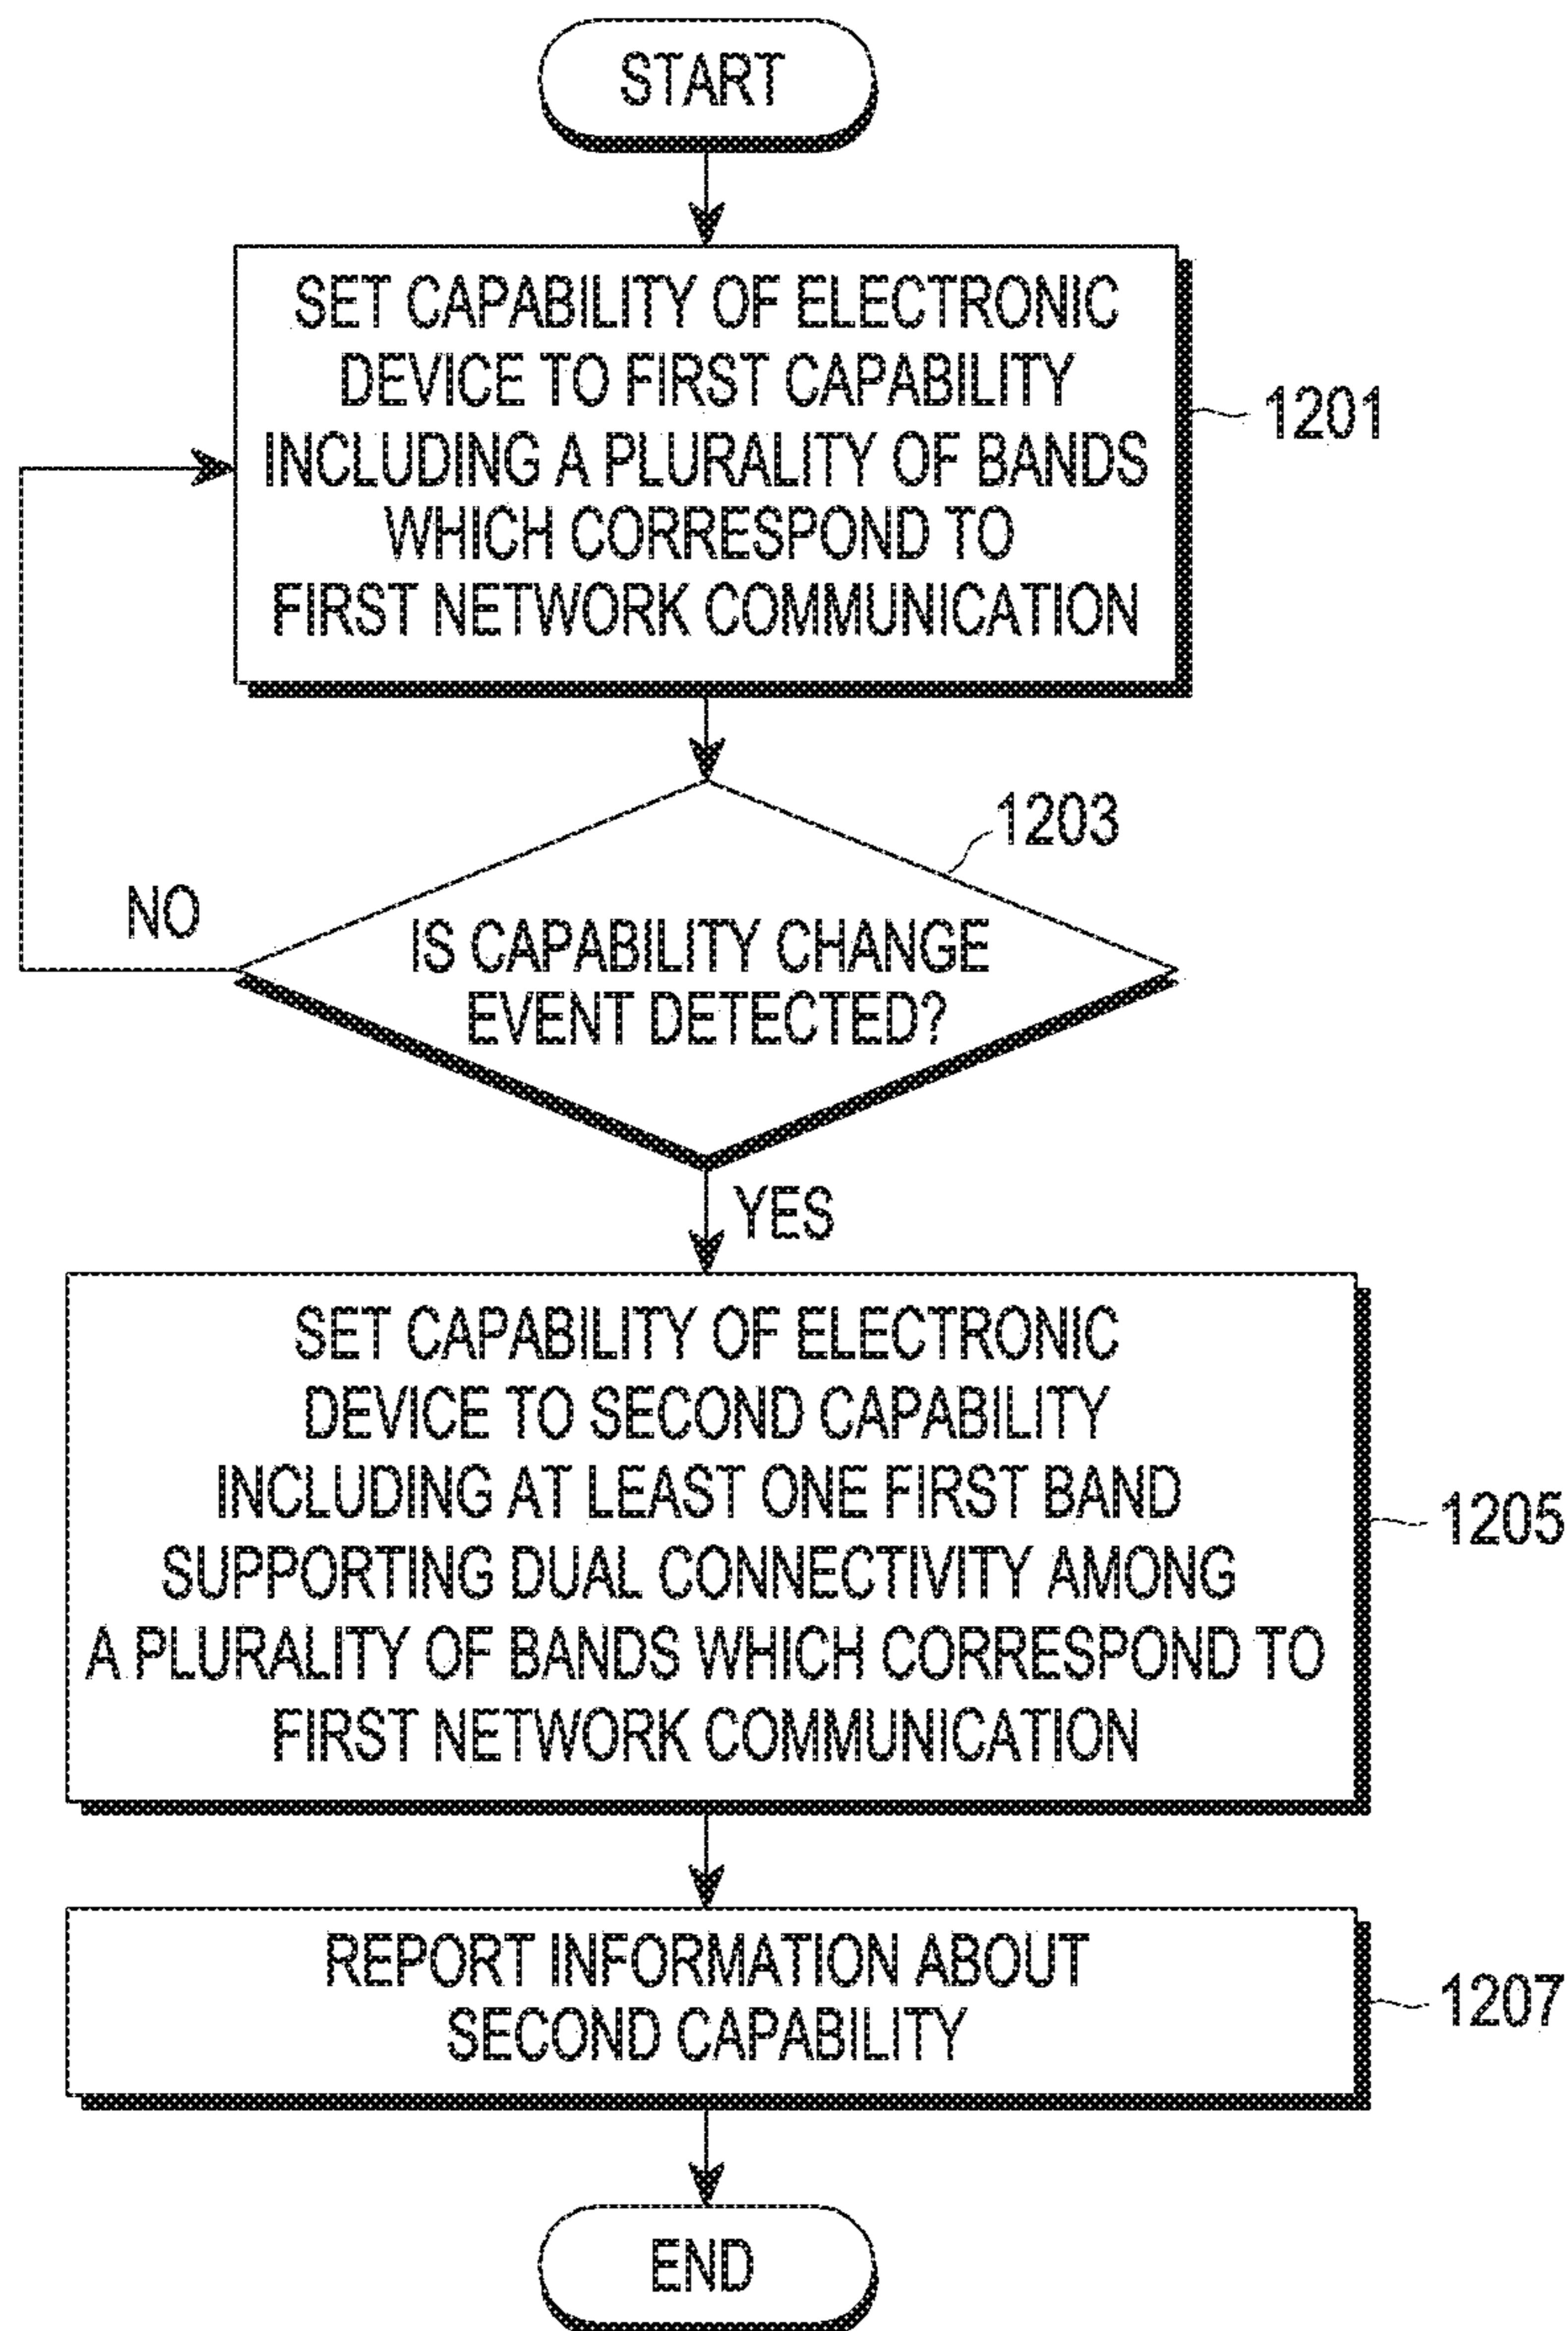 START
SET CAPABILITY OF ELECTRONIC
DEVICE TO FIRST CAPABILITY
INCLUDING A PLURALITY OF BANDS
WHICH CORRESPOND TO
FIRST NETWORK COMMUNICATION
1201
1203
NO
IS CAPABILITY CHANGE
EVENT DETECTED?
YES
SET CAPABILITY OF ELECTRONIC
DEVICE TO SECOND CAPABILITY
INCLUDING AT LEAST ONE FIRST BAND
SUPPORTING DUAL CONNECTIVITY AMONG
A PLURALITY OF BANDS WHICH CORRESPOND TO
FIRST NETWORK COMMUNICATION
1205
REPORT INFORMATION ABOUT
SECOND CAPABILITY
1207
END